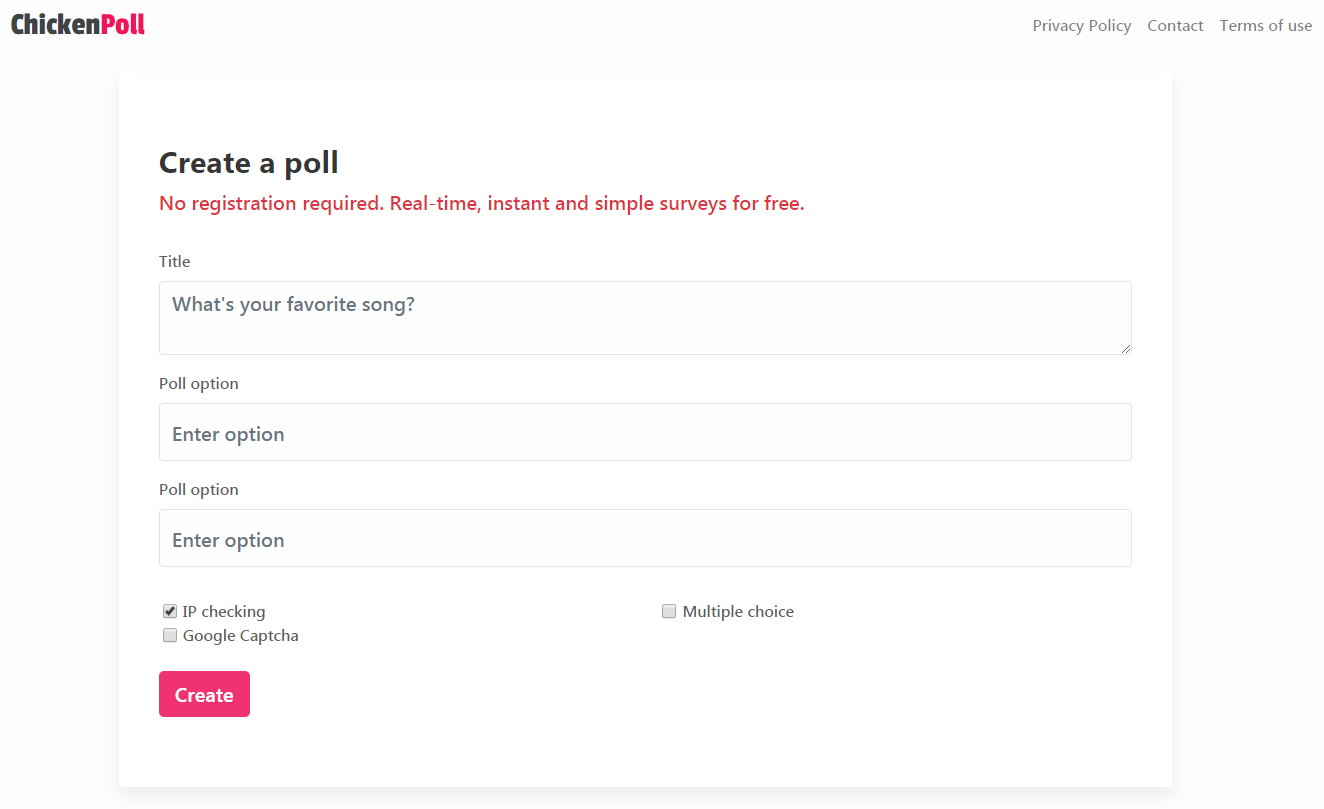 ChickenPoll
Privacy Policy Contact Terms of use
Create a poll
No registration required. Real-time, instant and simple surveys for free.
Title
What's your favorite song?
Poll option
Enter option
Poll option
Enter option
IP checking
Multiple choice
Google Captcha
Create